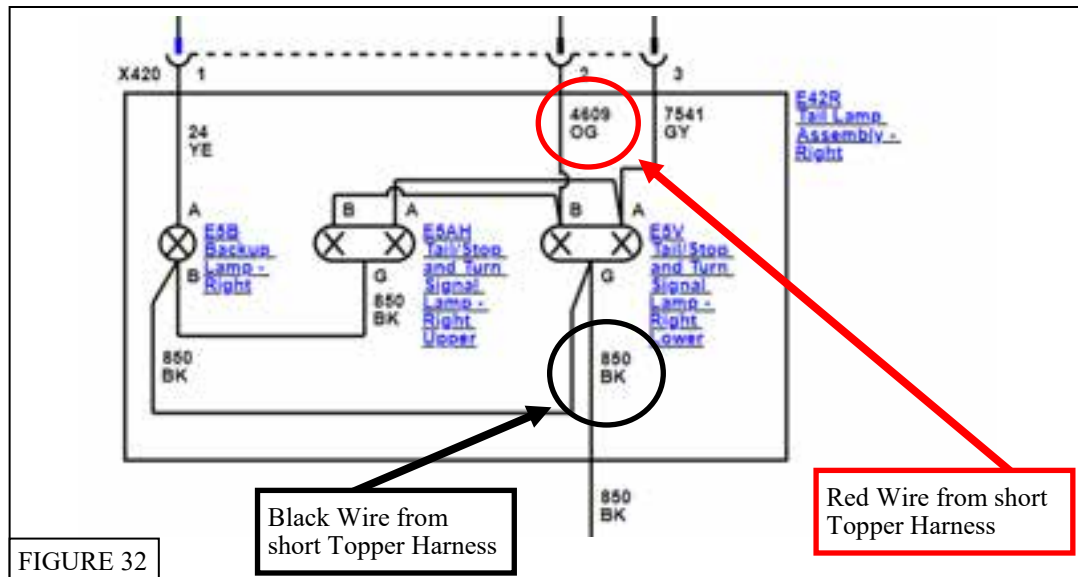 X420
1
2
3
24
YE
4609
OG
7541
GY
E42R
Tail Lamp
Assembly -
Right
A
B
A
B
A
E5B
Backup
Lamp -
Right
B
G
850
BK
E5AH
Tail/Stop
and Turn
Signal
Lamp -
Right
Upper
G
E5V
Tail/Stop
and Turn
Signal
Lamp -
Right
Lower
850
BK
850
BK
850
BK
Black Wire from
short Topper Harness
Red Wire from short
Topper Harness
FIGURE 32